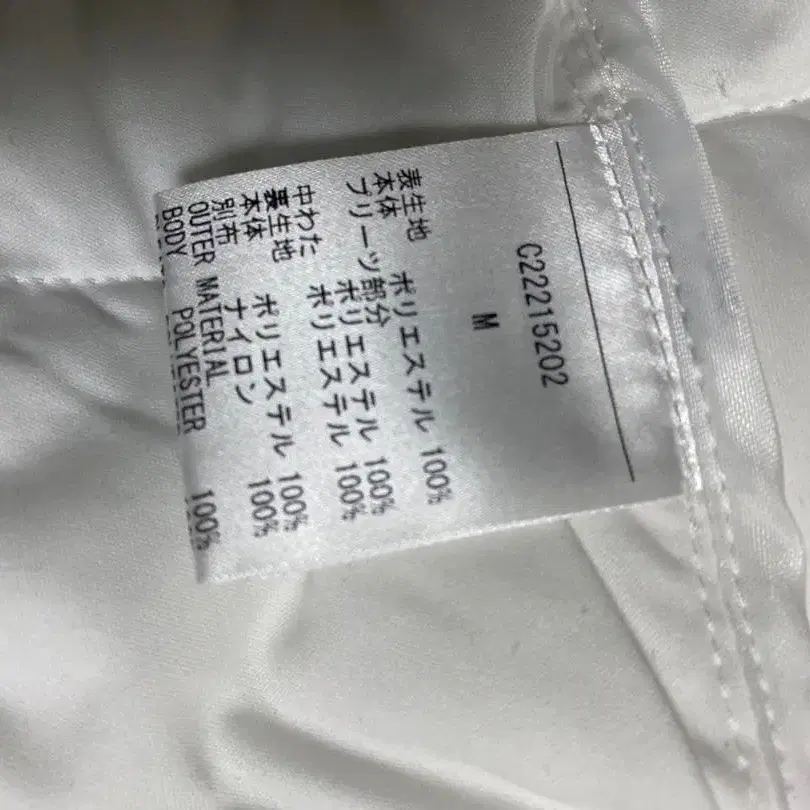 C22215202
M
表生地
本体 ポリエステル 100%
プリーツ部分 ポリエステル 100%
中わた ポリエステル 100%
表生地
本体 ポリエステル 100%
別布 ナイロン 100%
OUTER MATERIAL
BODY POLYESTER 100%